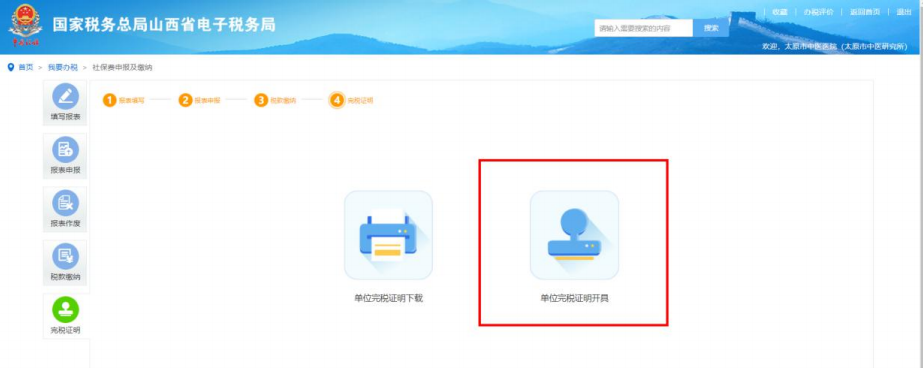 收藏 | 办税评价 | 返回首页 | 退出
国家税务总局山西省电子税务局
请输入需要搜索的内容 搜索
欢迎，太原市中医医院（太原市中医研究所）
首页 > 我要办税 > 社保费申报及缴纳
1 报表填写 2 报表申报 3 税款缴纳 4 完税证明
填写报表
报表申报
报表作废
税款缴纳
完税证明
单位完税证明下载
单位完税证明开具